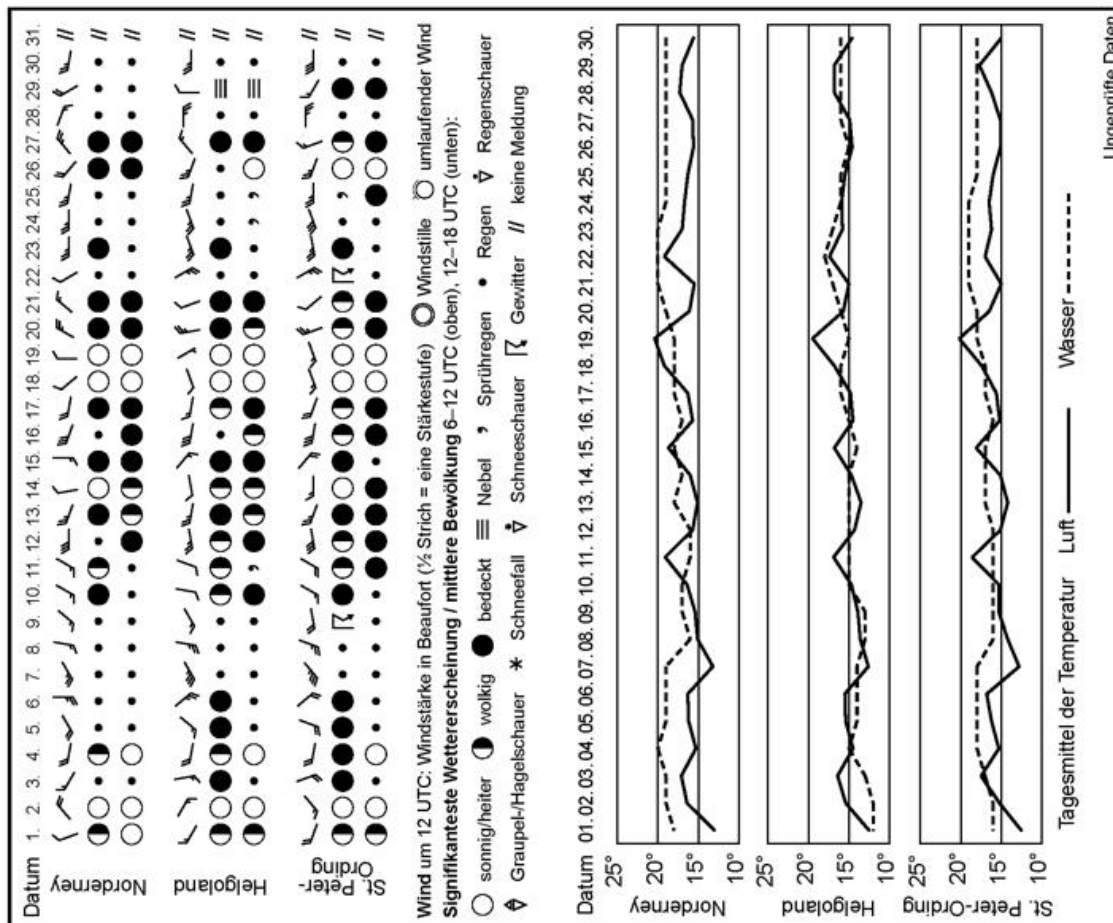 Datum 1. 2. 3. 4. 5. 6. 7. 8. 9. 10. 11. 12. 13. 14. 15. 16. 17. 18. 19. 20. 21. 22. 23. 24. 25. 26. 27. 28. 29. 30. 31.
Norderney
Helgoland
St. Peter-
Ording
Wind um 12 UTC: Windstärke in Beaufort (½ Strich = eine Stärkestufe) Windstille umlaufender Wind
Signifikanteste Wettererscheinung / mittlere Bewölkung 6–12 UTC (oben), 12–18 UTC (unten):
sonnig/heiter wolkig bedeckt Nebel Sprühregen Regen Regenschauer
Graupel-/Hagelschauer Schneefall Schneeschauer Gewitter keine Meldung
Datum 01. 02. 03. 04. 05. 06. 07. 08. 09. 10. 11. 12. 13. 14. 15. 16. 17. 18. 19. 20. 21. 22. 23. 24. 25. 26. 27. 28. 29. 30.
25°
20°
15°
10°
Norderney
25°
20°
15°
10°
Helgoland
25°
20°
15°
10°
St. Peter-Ording
Tagesmittel der Temperatur Luft Wasser
Ungeprüfte Daten